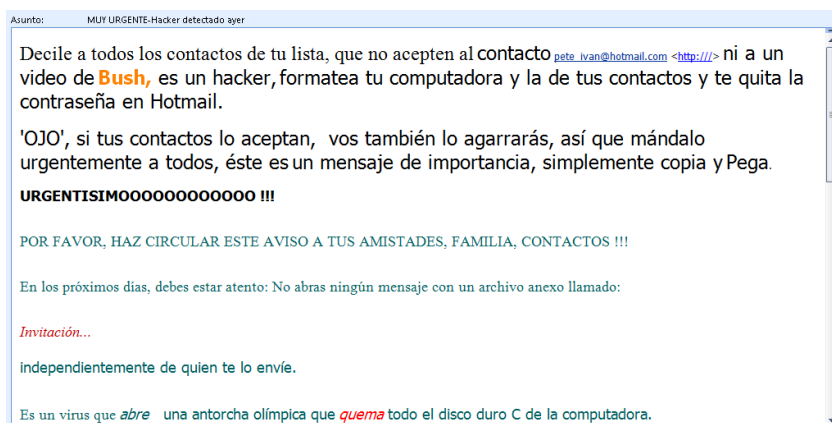 Asunto: MUY URGENTE-Hacker detectado ayer
Decile a todos los contactos de tu lista, que no acepten al contacto pete_ivan@hotmail.com <http:///> ni a un
video de Bush, es un hacker, formatea tu computadora y la de tus contactos y te quita la
contraseña en Hotmail.
'OJO', si tus contactos lo aceptan, vos también lo agarrarás, así que mándalo
urgentemente a todos, éste es un mensaje de importancia, simplemente copia y Pega.
URGENTISIMOOOOOOOOOOOO !!!
POR FAVOR, HAZ CIRCULAR ESTE AVISO A TUS AMISTADES, FAMILIA, CONTACTOS !!!
En los próximos días, debes estar atento: No abras ningún mensaje con un archivo anexo llamado:
Invitación...
independientemente de quien te lo envíe.
Es un virus que abre una antorcha olímpica que quema todo el disco duro C de la computadora.